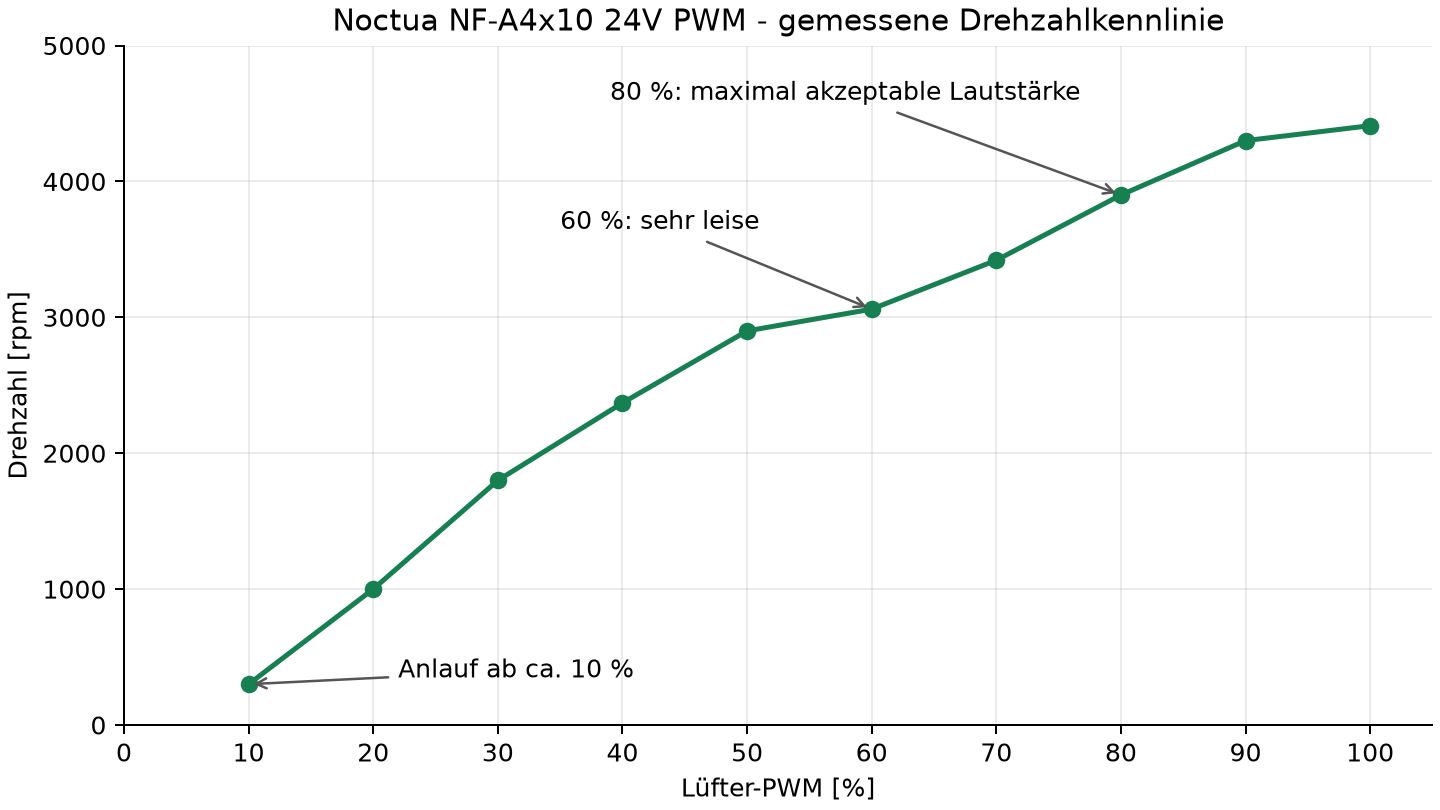 Noctua NF-A4x10 24V PWM - gemessene Drehzahlkennlinie
5000
80 %: maximal akzeptable Lautstärke
4000
60 %: sehr leise
3000
Drehzahl [rpm]
2000
1000
Anlauf ab ca. 10 %
0
0 10 20 30 40 50 60 70 80 90 100
Lüfter-PWM [%]